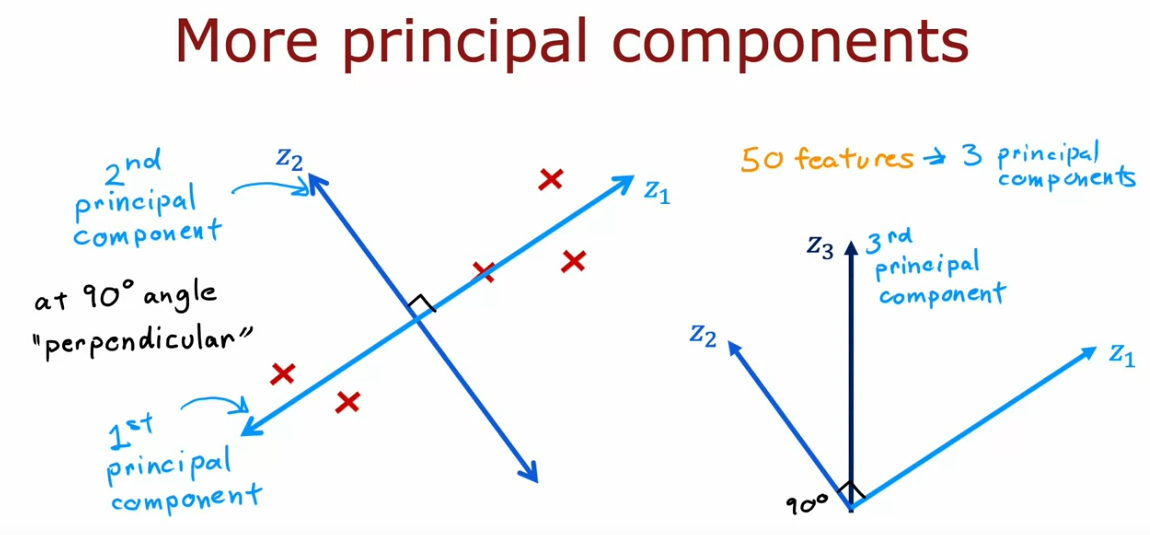 More principal components
2nd
principal
component
z2
z1
at 90° angle
"perpendicular"
1st
principal
component
50 features → 3 principal
components
z3
3rd
principal
component
z2
z1
90°